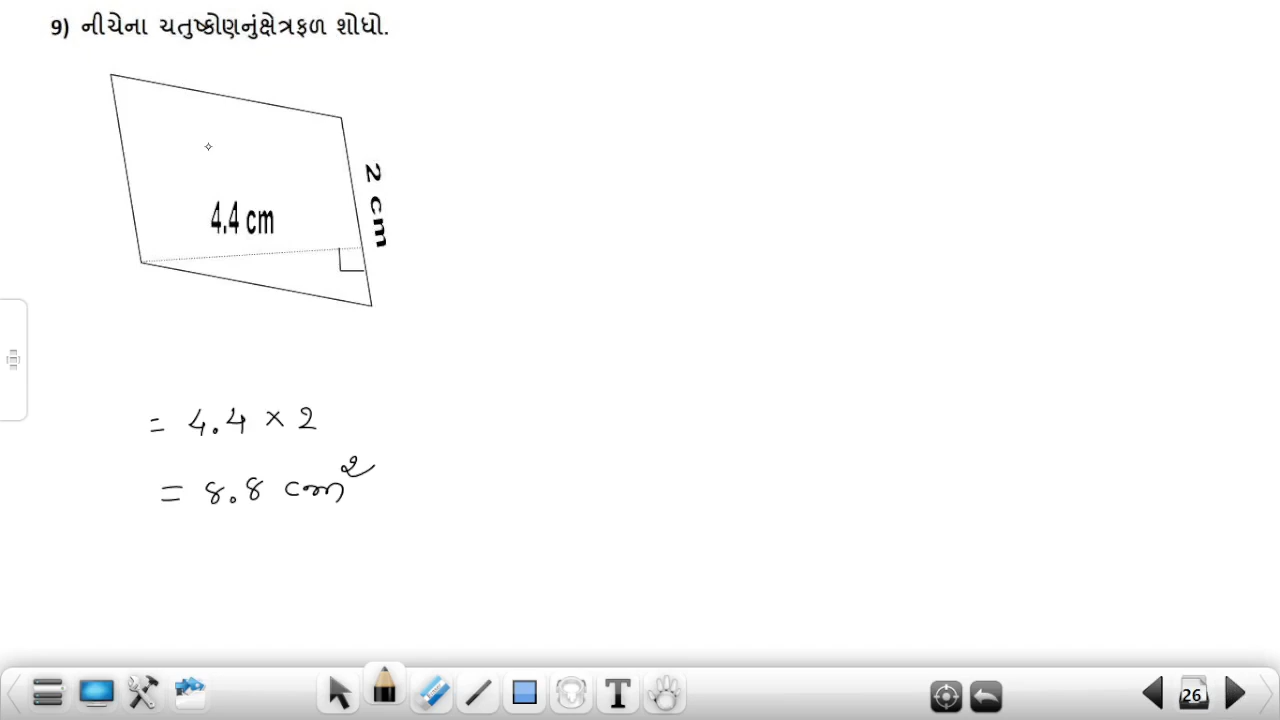 9) નીચેના ચતુષ્કોણનુંક્ષેત્રફળ શોધો.
2 cm
4.4 cm
= 4.4 × 2
= 8.8 cm²
26